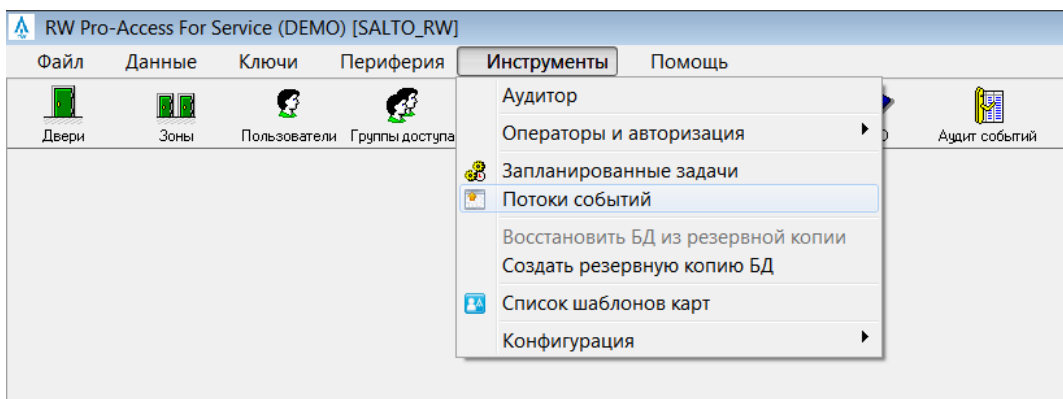 RW Pro-Access For Service (DEMO) [SALTO_RW]
Файл Данные Ключи Периферия Инструменты Помощь
Двери Зоны Пользователи Группы доступа Аудит событий
Аудитор
Операторы и авторизация
Запланированные задачи
Потоки событий
Восстановить БД из резервной копии
Создать резервную копию БД
Список шаблонов карт
Конфигурация